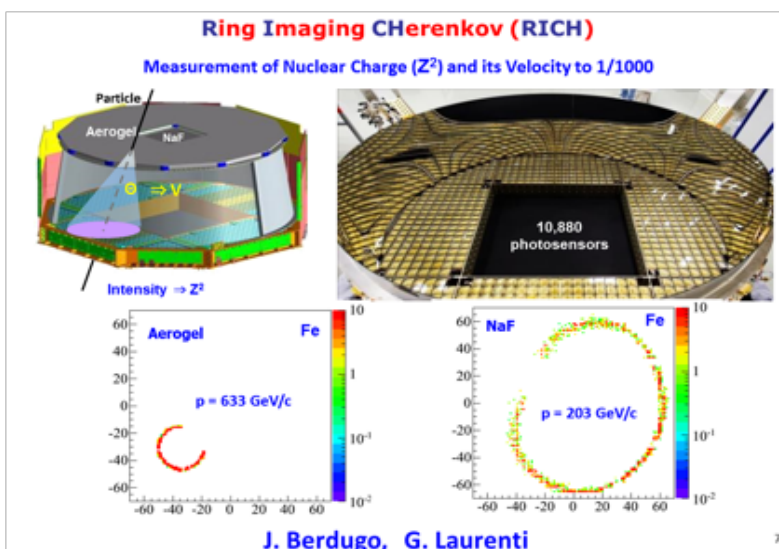 Ring Imaging CHerenkov (RICH)
Measurement of Nuclear Charge (Z²) and its Velocity to 1/1000
Particle
Aerogel
NaF
Θ ⇒ V
Intensity ⇒ Z²
10,880
photosensors
Aerogel Fe
p = 633 GeV/c
60
40
20
0
-20
-40
-60
-60 -40 -20 0 20 40 60
10
1
10⁻¹
10⁻²
NaF Fe
p = 203 GeV/c
60
40
20
0
-20
-40
-60
-60 -40 -20 0 20 40 60
10
1
10⁻¹
10⁻²
J. Berdugo, G. Laurenti